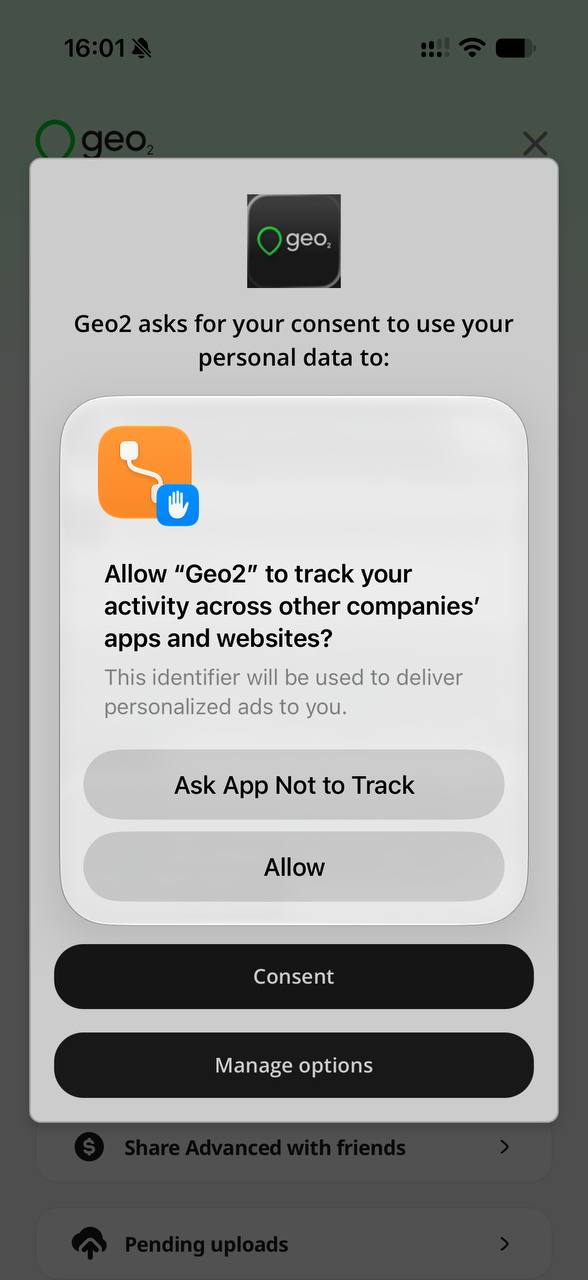 16:01
geo2
geo2
Geo2 asks for your consent to use your
personal data to:
Allow “Geo2” to track your
activity across other companies’
apps and websites?
This identifier will be used to deliver
personalized ads to you.
Ask App Not to Track
Allow
Consent
Manage options
Share Advanced with friends
Pending uploads